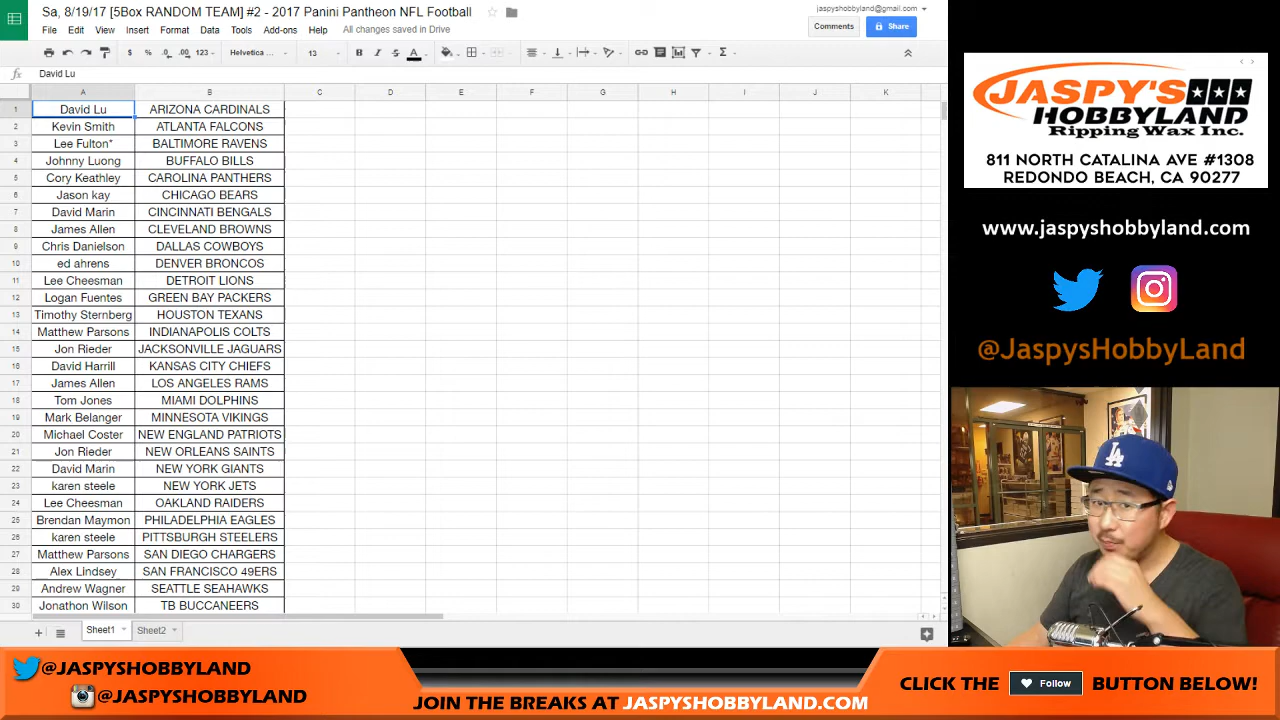 Sa, 8/19/17 [5Box RANDOM TEAM] #2 - 2017 Panini Pantheon NFL Football
jaspyshobbyland@gmail.com
File Edit View Insert Format Data Tools Add-ons Help All changes saved in Drive
Comments
Share
$ % .0 .00 123 Helvetica ... 13 B I S A
fx David Lu
A B C D E F G H I J K
1 David Lu ARIZONA CARDINALS
2 Kevin Smith ATLANTA FALCONS
3 Lee Fulton* BALTIMORE RAVENS
4 Johnny Luong BUFFALO BILLS
5 Cory Keathley CAROLINA PANTHERS
6 Jason kay CHICAGO BEARS
7 David Marin CINCINNATI BENGALS
8 James Allen CLEVELAND BROWNS
9 Chris Danielson DALLAS COWBOYS
10 ed ahrens DENVER BRONCOS
11 Lee Cheesman DETROIT LIONS
12 Logan Fuentes GREEN BAY PACKERS
13 Timothy Sternberg HOUSTON TEXANS
14 Matthew Parsons INDIANAPOLIS COLTS
15 Jon Rieder JACKSONVILLE JAGUARS
16 David Harrill KANSAS CITY CHIEFS
17 James Allen LOS ANGELES RAMS
18 Tom Jones MIAMI DOLPHINS
19 Mark Belanger MINNESOTA VIKINGS
20 Michael Coster NEW ENGLAND PATRIOTS
21 Jon Rieder NEW ORLEANS SAINTS
22 David Marin NEW YORK GIANTS
23 karen steele NEW YORK JETS
24 Lee Cheesman OAKLAND RAIDERS
25 Brendan Maymon PHILADELPHIA EAGLES
26 karen steele PITTSBURGH STEELERS
27 Matthew Parsons SAN DIEGO CHARGERS
28 Alex Lindsey SAN FRANCISCO 49ERS
29 Andrew Wagner SEATTLE SEAHAWKS
30 Jonathon Wilson TB BUCCANEERS
Sheet1 Sheet2
JASPY'S
HOBBYLAND
Ripping Wax Inc.
811 NORTH CATALINA AVE #1308
REDONDO BEACH, CA 90277
www.jaspyshobbyland.com
@JaspysHobbyLand
LA
@JASPYSHOBBYLAND
@JASPYSHOBBYLAND
JOIN THE BREAKS AT JASPYSHOBBYLAND.COM
CLICK THE Follow BUTTON BELOW!